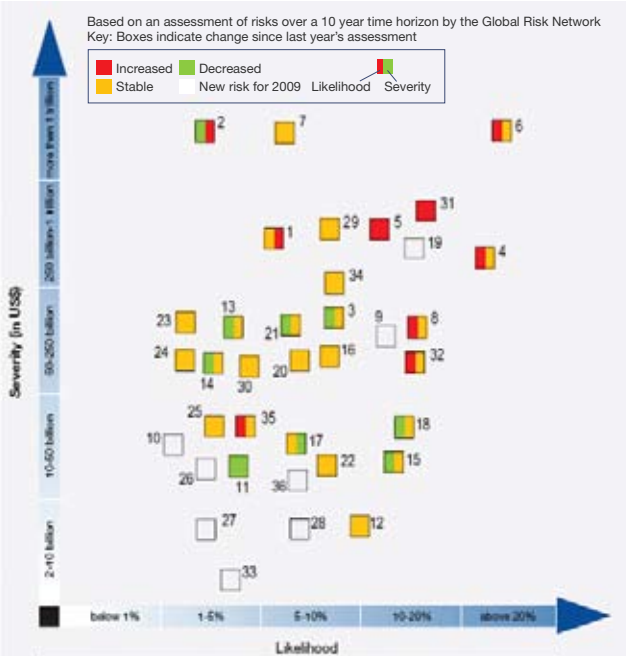 Based on an assessment of risks over a 10 year time horizon by the Global Risk Network
Key: Boxes indicate change since last year's assessment
Increased
Decreased
Stable
New risk for 2009
Likelihood
Severity
more then 1 trillion
250 billion-1 trillion
50-250 billion
10-50 billion
2-10 billion
Severity (in US$)
2
7
6
31
1
29
5
19
4
34
23
13
21
3
9
8
24
14
30
20
16
32
25
35
10
17
18
26
11
36
22
15
27
28
12
33
below 1%
1-5%
5-10%
10-20%
above 20%
Likelihood